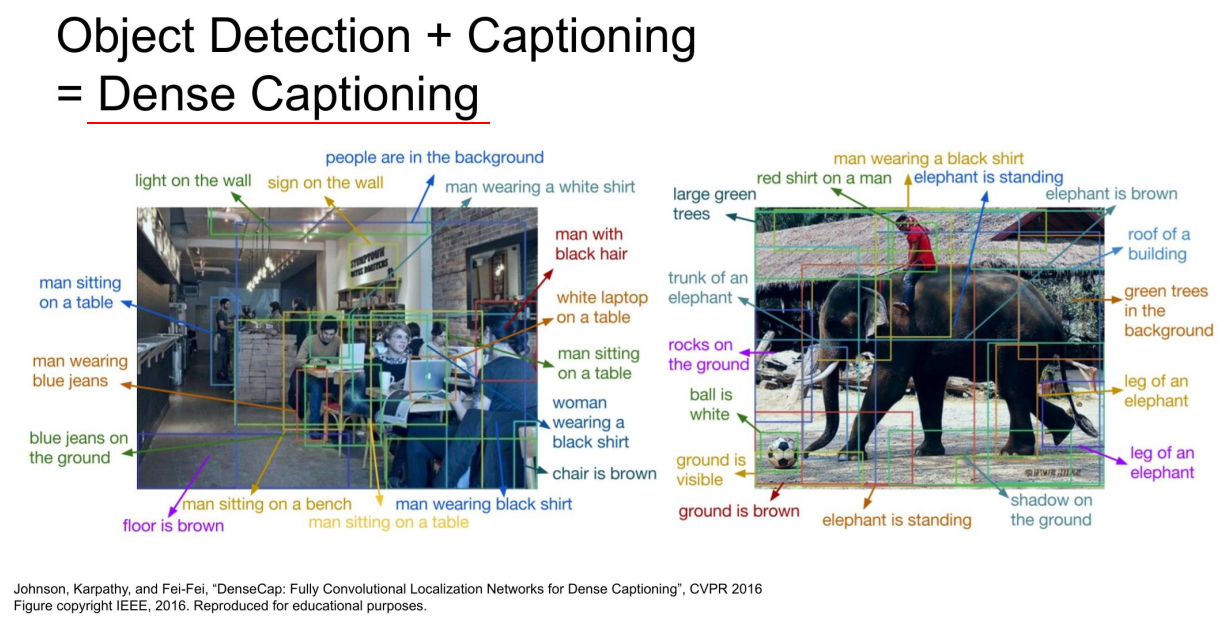 Object Detection + Captioning
= Dense Captioning
people are in the background
light on the wall
sign on the wall
man wearing a white shirt
man with
black hair
man sitting
on a table
white laptop
on a table
man wearing
blue jeans
man sitting
on a table
woman
wearing a
black shirt
blue jeans on
the ground
chair is brown
man sitting on a bench
man wearing black shirt
floor is brown
man sitting on a table
STUMPTOWN
COFFEE ROASTERS
man wearing a black shirt
red shirt on a man
elephant is standing
large green
trees
elephant is brown
roof of a
building
trunk of an
elephant
green trees
in the
background
rocks on
the ground
ball is
white
leg of an
elephant
ground is
visible
leg of an
elephant
ground is brown
elephant is standing
shadow on
the ground
Johnson, Karpathy, and Fei-Fei, “DenseCap: Fully Convolutional Localization Networks for Dense Captioning”, CVPR 2016
Figure copyright IEEE, 2016. Reproduced for educational purposes.